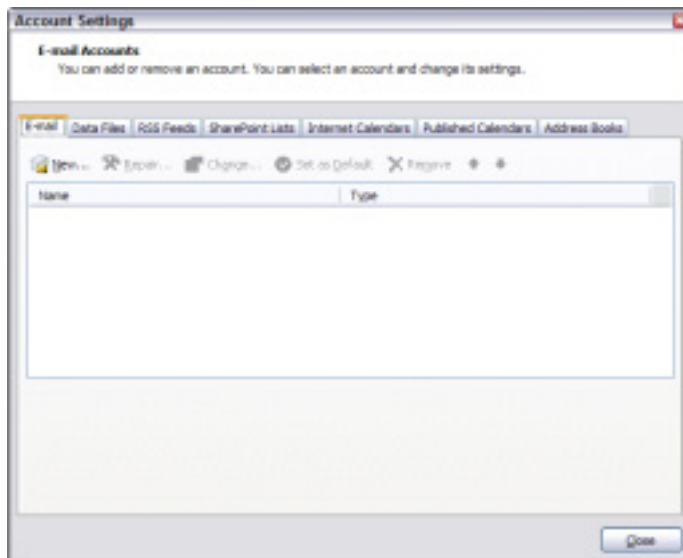 Account Settings
E-mail Accounts
You can add or remove an account. You can select an account and change its settings.
E-mail Data Files RSS Feeds SharePoint Lists Internet Calendars Published Calendars Address Books
New... Repair... Change... Set as Default Remove
Name Type
Close